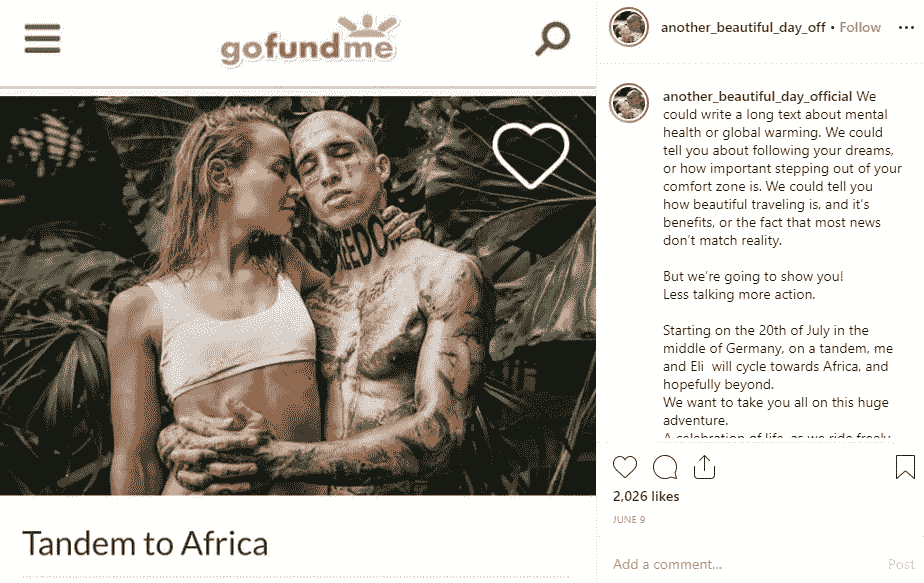 gofundme
another_beautiful_day_off • Follow
another_beautiful_day_official We
could write a long text about mental
health or global warming. We could
tell you about following your dreams,
or how important stepping out of your
comfort zone is. We could tell you
how beautiful traveling is, and it's
benefits, or the fact that most news
don't match reality.
But we're going to show you!
Less talking more action.
Starting on the 20th of July in the
middle of Germany, on a tandem, me
and Eli will cycle towards Africa, and
hopefully beyond.
We want to take you all on this huge
adventure.
A celebration of life, as we ride freely
2,026 likes
JUNE 9
Add a comment... Post
Tandem to Africa